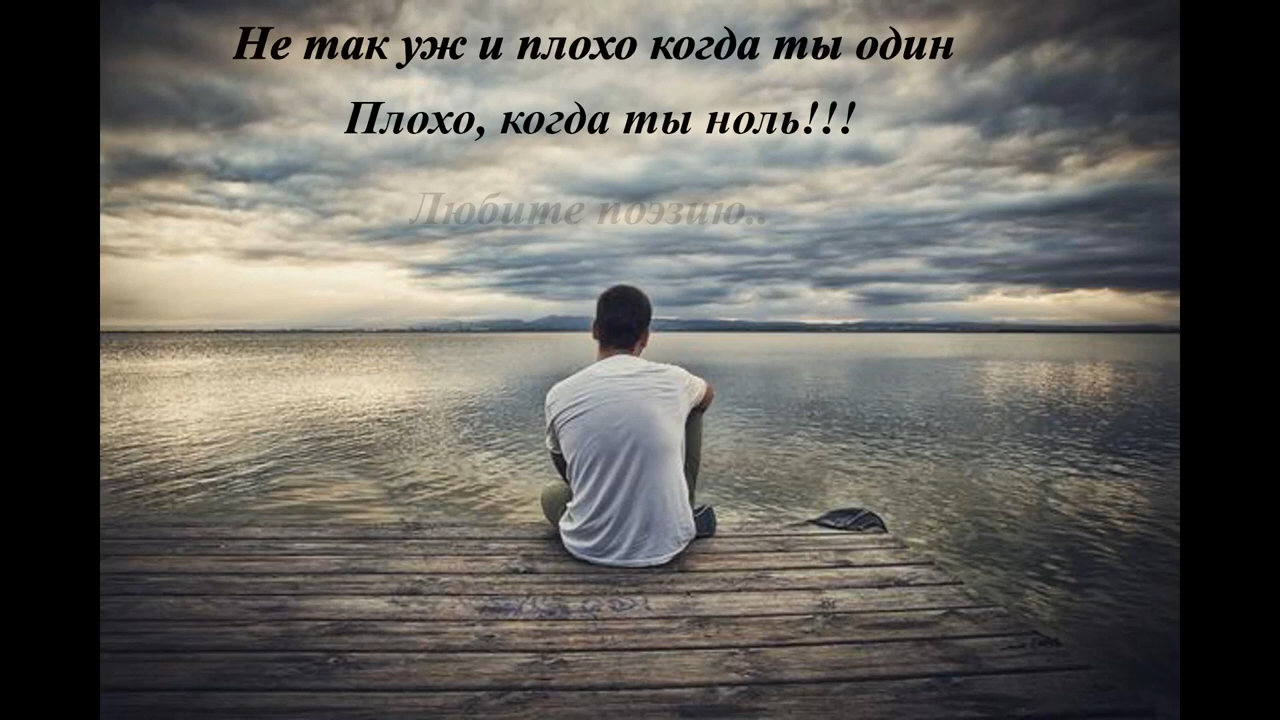 Не так уж и плохо когда ты один
Плохо, когда ты ноль!!!
Любите поэзию..